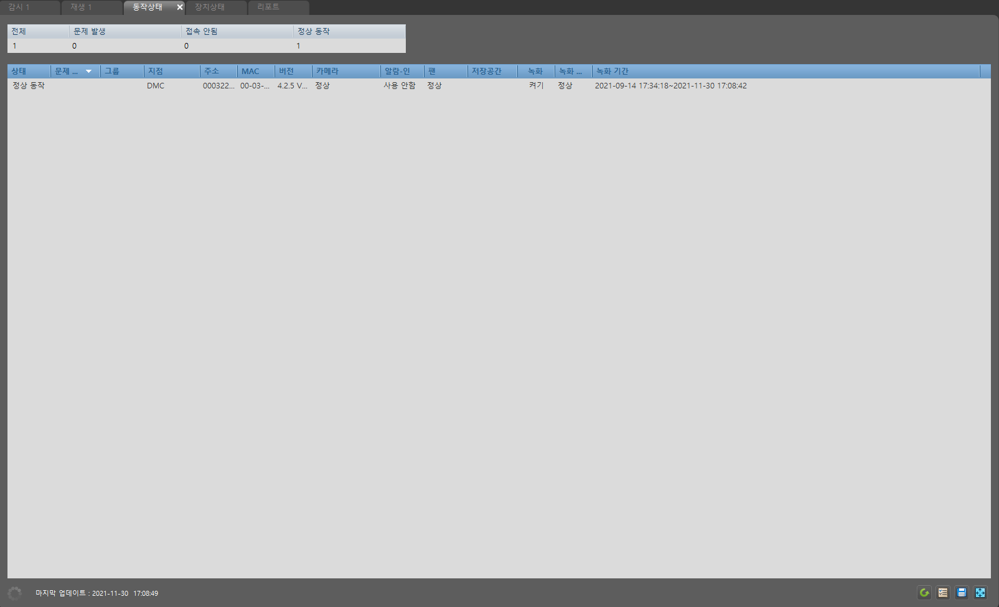 감시 1 재생 1 동작상태 장치상태 리포트
전체 문제 발생 접속 안됨 정상 동작
1 0 0 1
상태 문제 ... 그룹 지점 주소 MAC 버전 카메라 알람-인 팬 저장공간 녹화 녹화 ... 녹화 기간
정상 동작 DMC 000322... 00-03-... 4.2.5 V... 정상 사용 안함 정상 켜기 정상 2021-09-14 17:34:18~2021-11-30 17:08:42
마지막 업데이트 : 2021-11-30 17:08:49